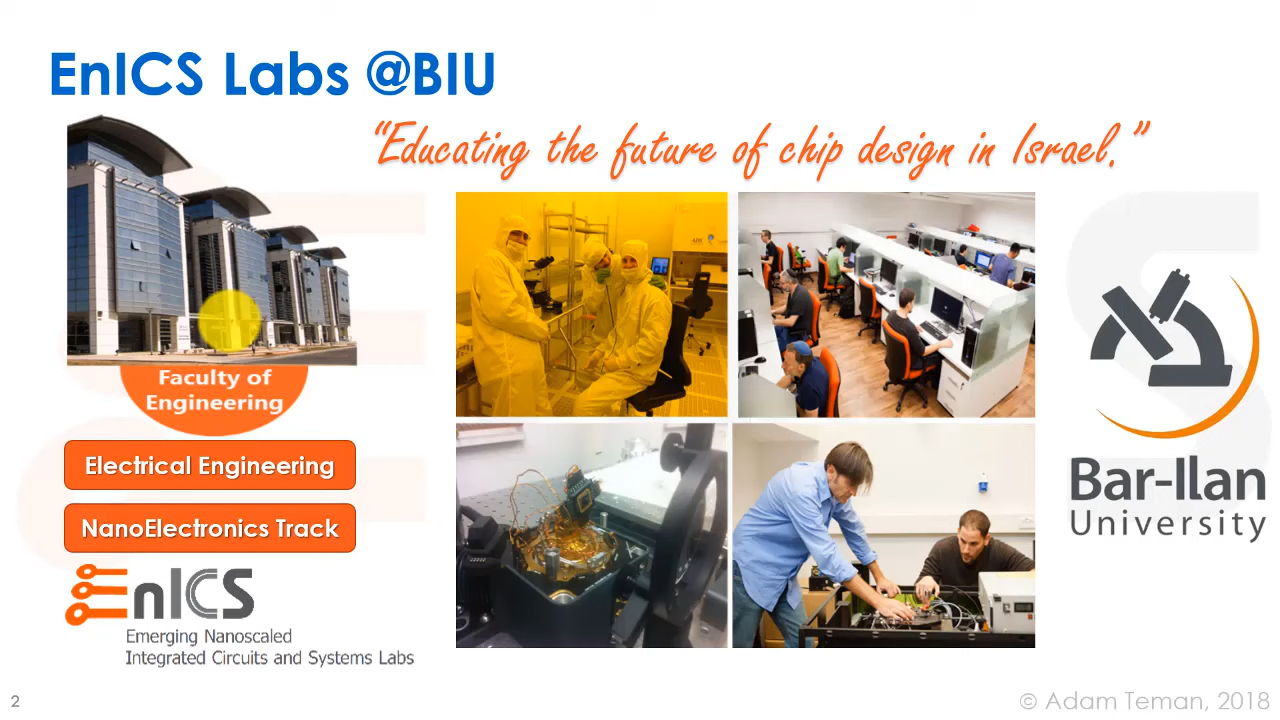 EnICS Labs @BIU
“Educating the future of chip design in Israel.”
Faculty of
Engineering
Electrical Engineering
NanoElectronics Track
EnICS
Emerging Nanoscaled
Integrated Circuits and Systems Labs
Bar-Ilan
University
2
© Adam Teman, 2018